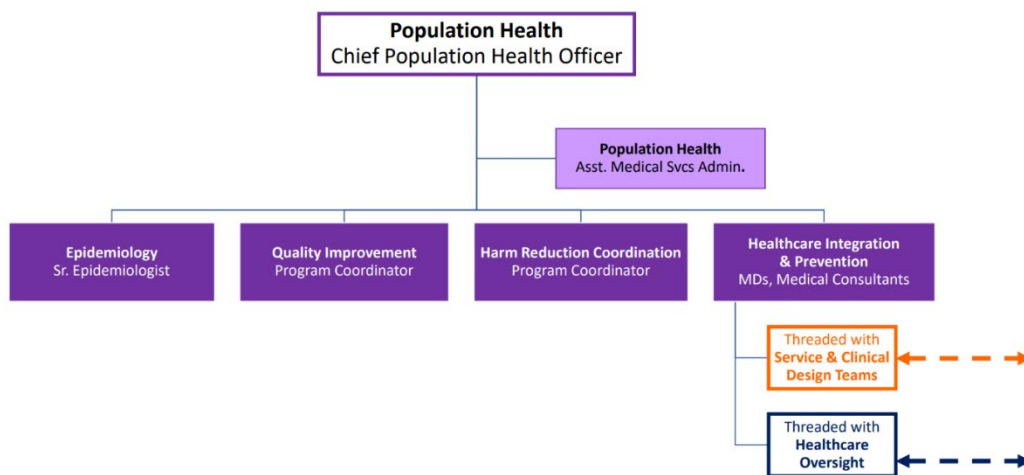 Population Health
Chief Population Health Officer
Population Health
Asst. Medical Svcs Admin.
Epidemiology
Sr. Epidemiologist
Quality Improvement
Program Coordinator
Harm Reduction Coordination
Program Coordinator
Healthcare Integration
& Prevention
MDs, Medical Consultants
Threaded with
Service & Clinical
Design Teams
Threaded with
Healthcare
Oversight